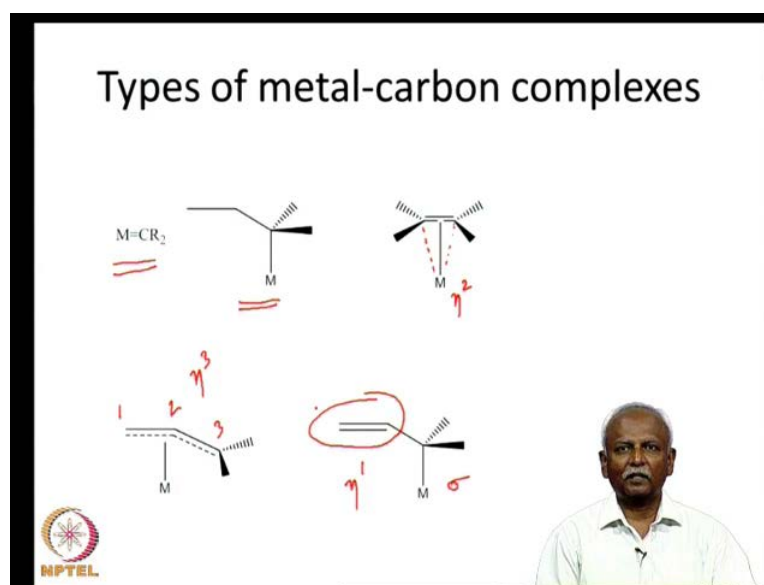 Types of metal-carbon complexes
M=CR₂
M
M
η²
η³
1
2
3
M
η¹
M
σ
NPTEL